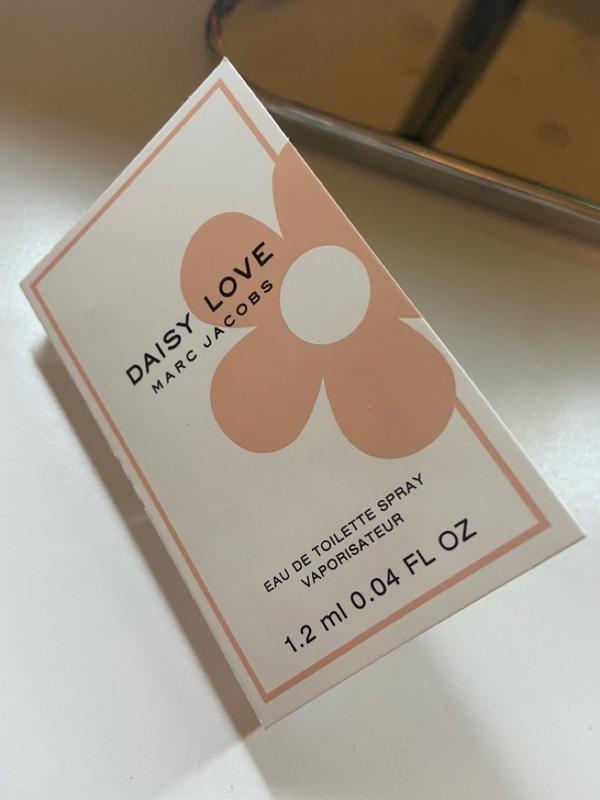 DAISY LOVE
MARC JACOBS
EAU DE TOILETTE SPRAY
VAPORISATEUR
1.2 ml 0.04 FL OZ